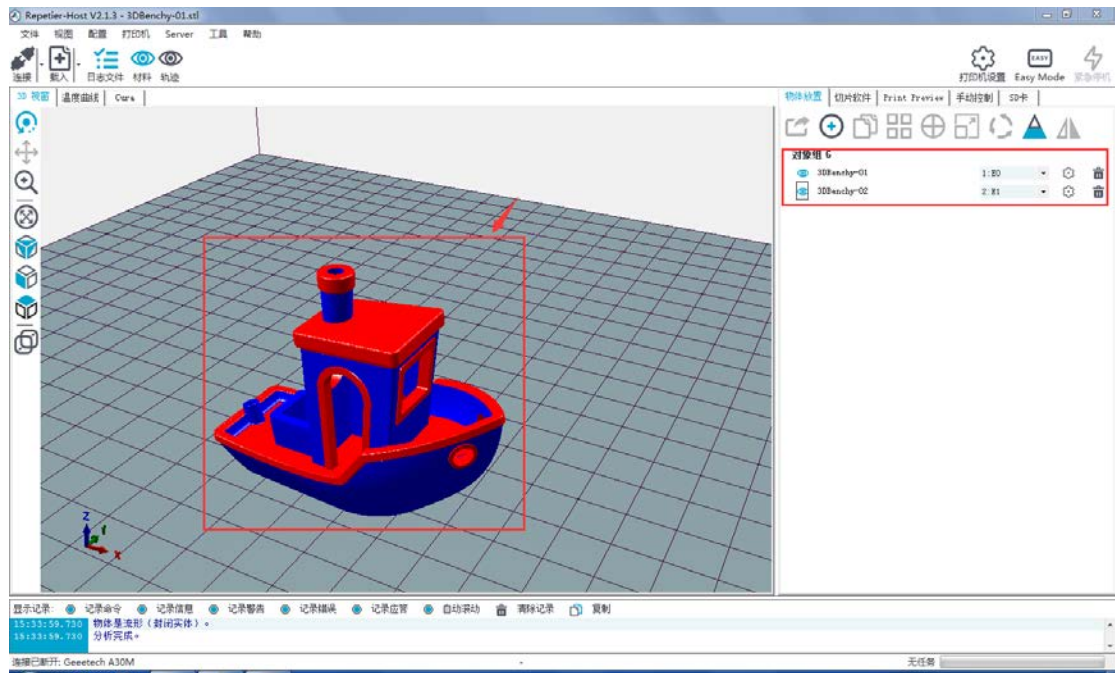 Repetier-Host V2.1.3 - 3DBenchy-01.stl
文件 视图 配置 打印机 Server 工具 帮助
连接 载入 日志文件 材料 轨迹 打印机设置 Easy Mode 紧急停机
EASY
3D 视窗 温度曲线 Cura 物体放置 切片软件 Print Preview 手动控制 SD卡
对象组 G
3DBenchy-01 1:E0
3DBenchy-02 2:E1
Z
Y
X
显示记录: 记录命令 记录信息 记录警告 记录错误 记录应答 自动滚动 清除记录 复制
15:33:59.730 物体是流形（封闭实体）。
15:33:59.730 分析完成。
连接已断开: Geeetech A30M - 无任务